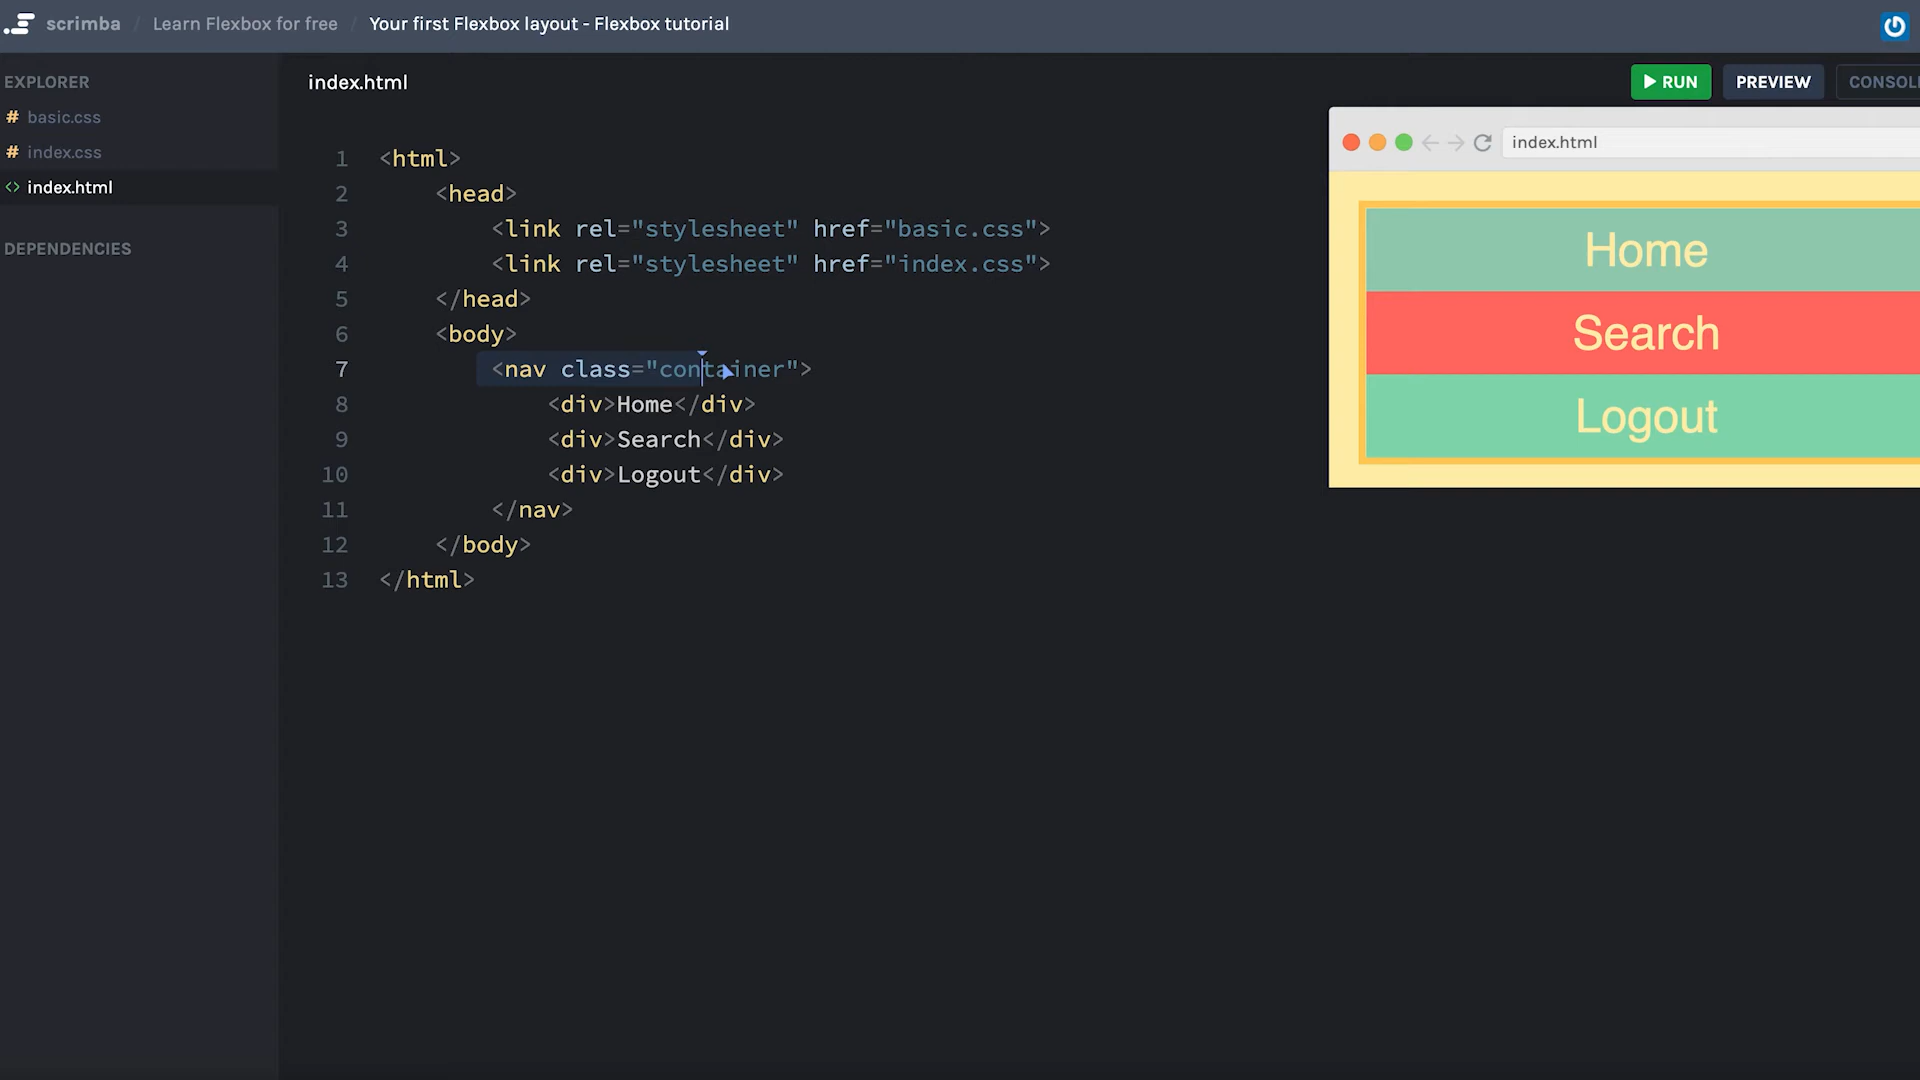 scrimba / Learn Flexbox for free / Your first Flexbox layout - Flexbox tutorial
EXPLORER
# basic.css
# index.css
<> index.html
DEPENDENCIES
index.html
RUN PREVIEW CONSOL
index.html
1 <html>
2 <head>
3 <link rel="stylesheet" href="basic.css">
4 <link rel="stylesheet" href="index.css">
5 </head>
6 <body>
7 <nav class="container">
8 <div>Home</div>
9 <div>Search</div>
10 <div>Logout</div>
11 </nav>
12 </body>
13 </html>
Home
Search
Logout